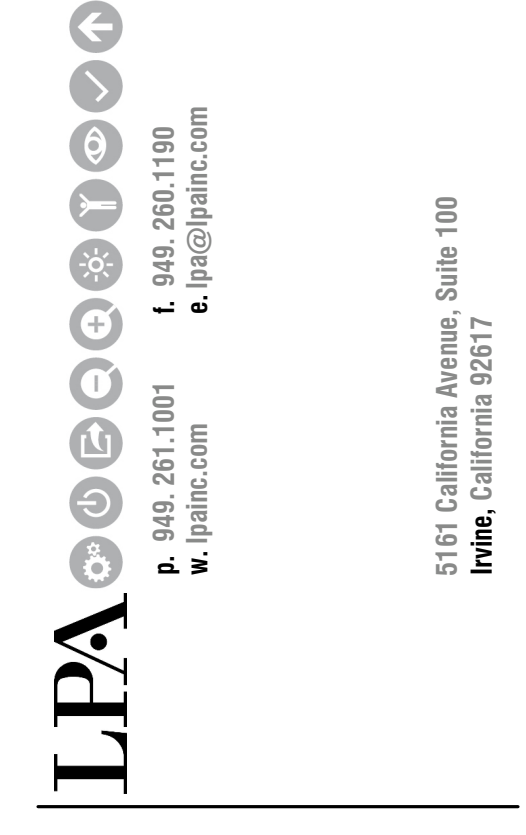 LPA
p. 949. 261.1001
f. 949. 260.1190
w. lpainc.com
e. lpa@lpainc.com
5161 California Avenue, Suite 100
Irvine, California 92617